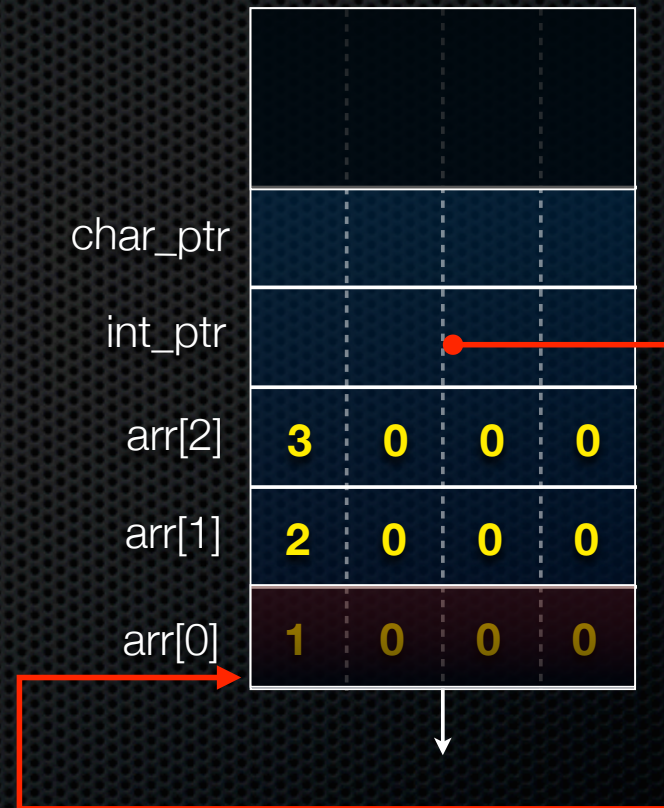 char_ptr
int_ptr
arr[2] 3 0 0 0
arr[1] 2 0 0 0
arr[0] 1 0 0 0